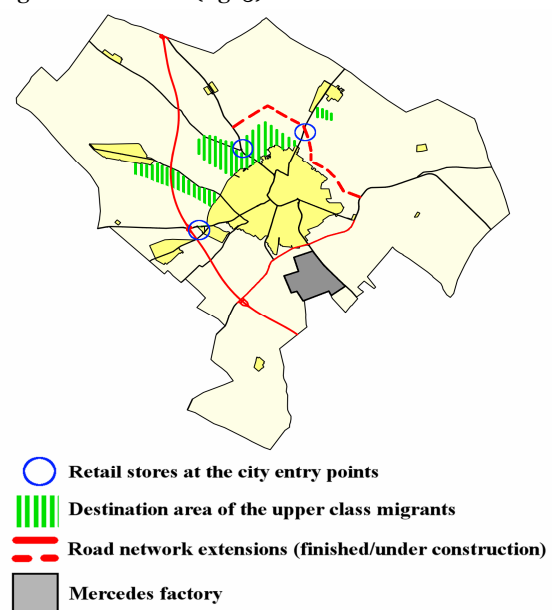 Retail stores at the city entry points
Destination area of the upper class migrants
Road network extensions (finished/under construction)
Mercedes factory